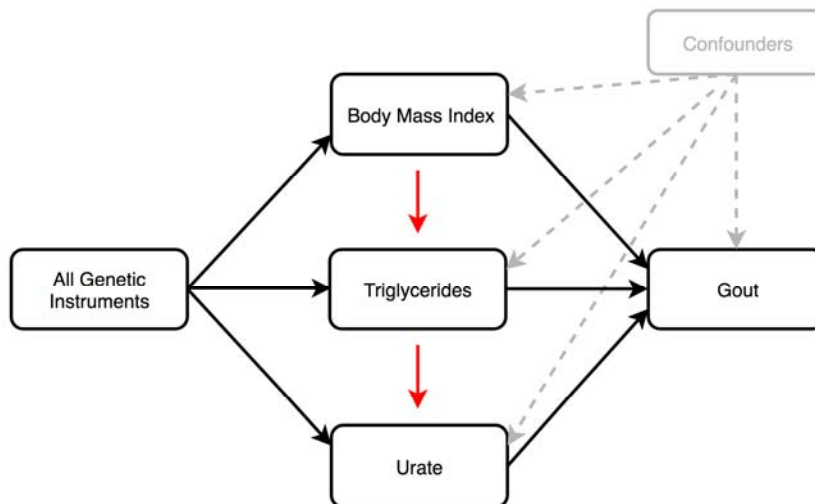 Confounders
Body Mass Index
All Genetic
Instruments
Triglycerides
Gout
Urate